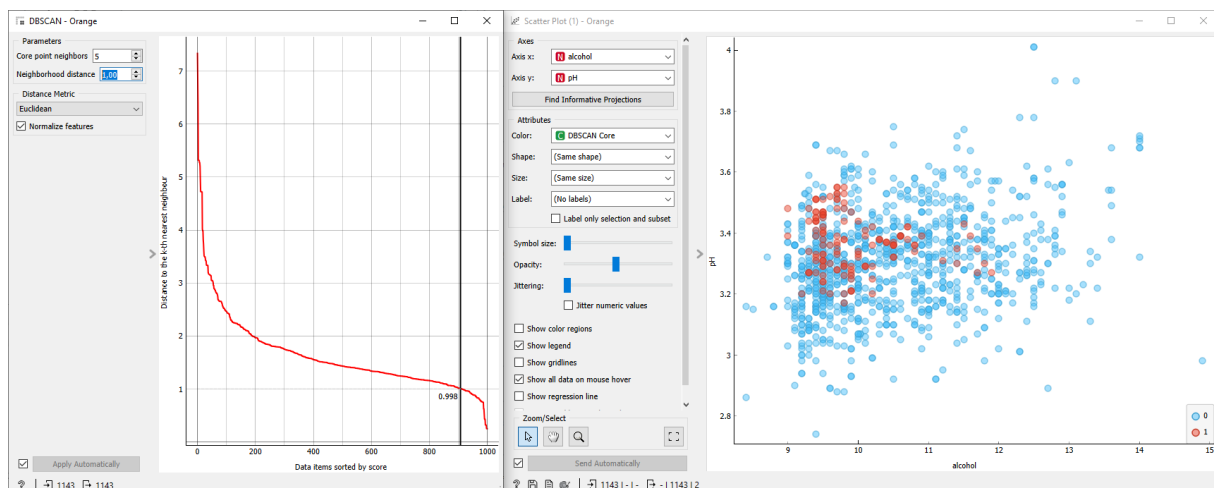 DBSCAN - Orange
Parameters
Core point neighbors 5
Neighborhood distance 1.00
Distance Metric
Euclidean
Normalize features
Apply Automatically
1143 1143
Distance to the k-th nearest neighbour
7
6
5
4
3
2
1
0.998
0 200 400 600 800 1000
Data items sorted by score
Scatter Plot (1) - Orange
Axes
Axis x: N alcohol
Axis y: N pH
Find Informative Projections
Attributes
Color: C DBSCAN Core
Shape: (Same shape)
Size: (Same size)
Label: (No labels)
Label only selection and subset
Symbol size:
Opacity:
Jittering:
Jitter numeric values
Show color regions
Show legend
Show gridlines
Show all data on mouse hover
Show regression line
Zoom/Select
Send Automatically
? 1143 | - | - - | 1143 | 2
pH
4
3.8
3.6
3.4
3.2
3
2.8
9 10 11 12 13 14 15
alcohol
0
1